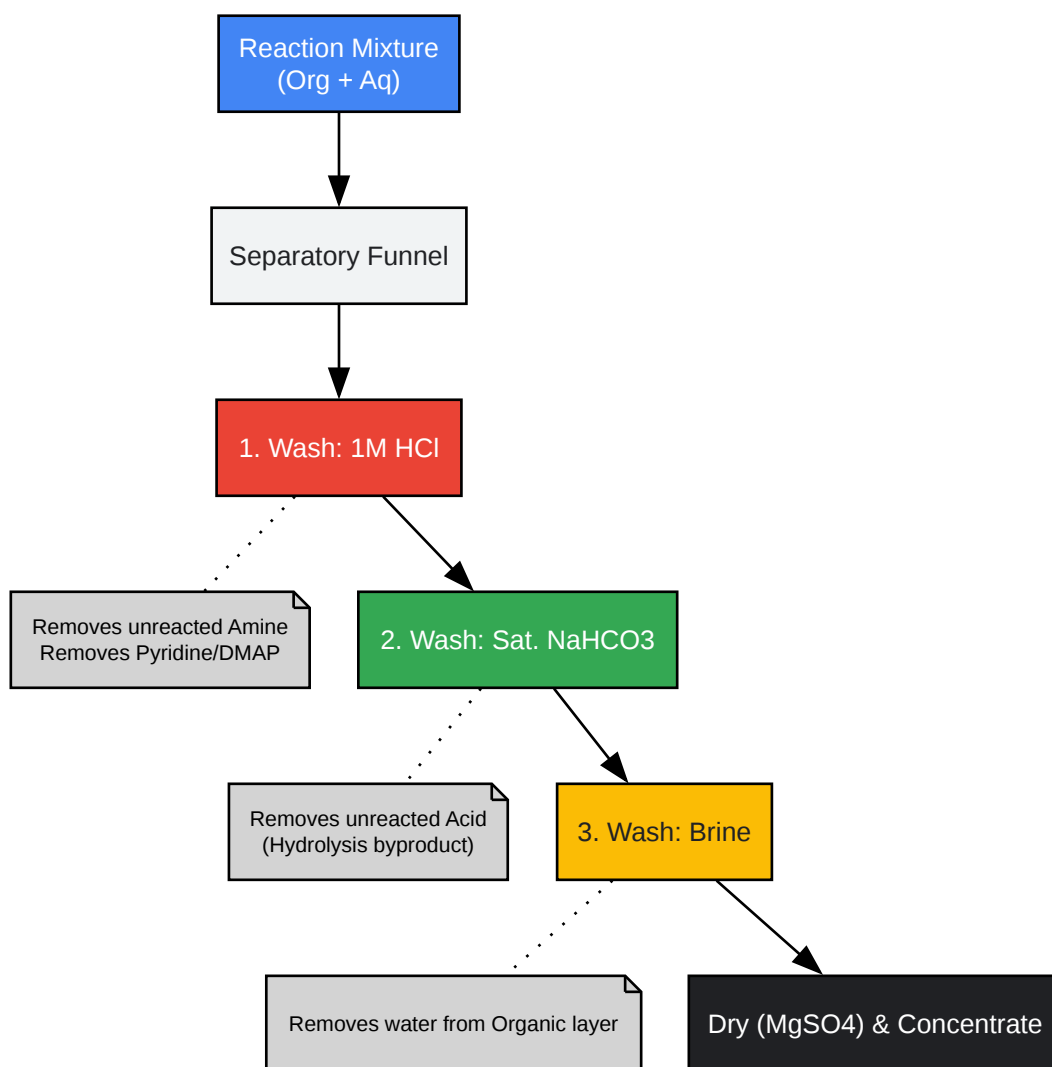 Reaction Mixture
(Org + Aq)
Separatory Funnel
1. Wash: 1M HCl
Removes unreacted Amine
Removes Pyridine/DMAP
2. Wash: Sat. NaHCO3
Removes unreacted Acid
(Hydrolysis byproduct)
3. Wash: Brine
Removes water from Organic layer
Dry (MgSO4) & Concentrate